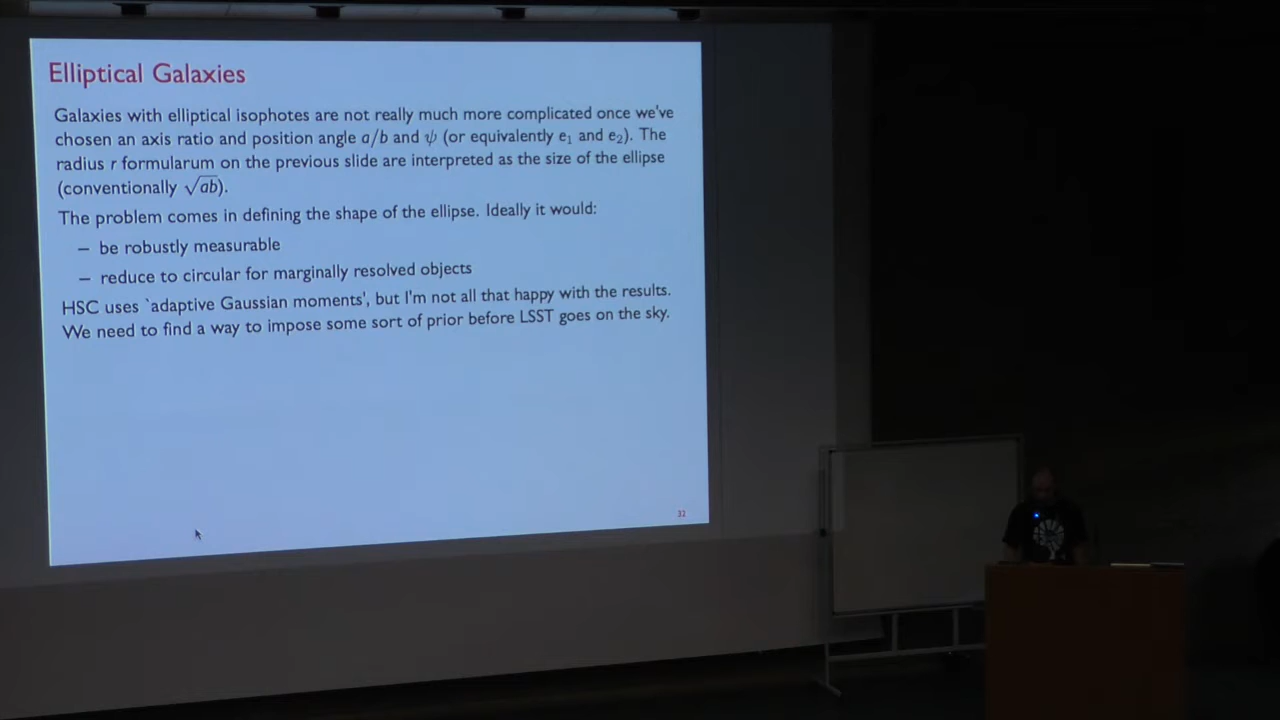 Elliptical Galaxies
Galaxies with elliptical isophotes are not really much more complicated once we've
chosen an axis ratio and position angle a/b and ψ (or equivalently e₁ and e₂). The
radius r formularum on the previous slide are interpreted as the size of the ellipse
(conventionally √ab).
The problem comes in defining the shape of the ellipse. Ideally it would:
– be robustly measurable
– reduce to circular for marginally resolved objects
HSC uses `adaptive Gaussian moments', but I'm not all that happy with the results.
We need to find a way to impose some sort of prior before LSST goes on the sky.
32